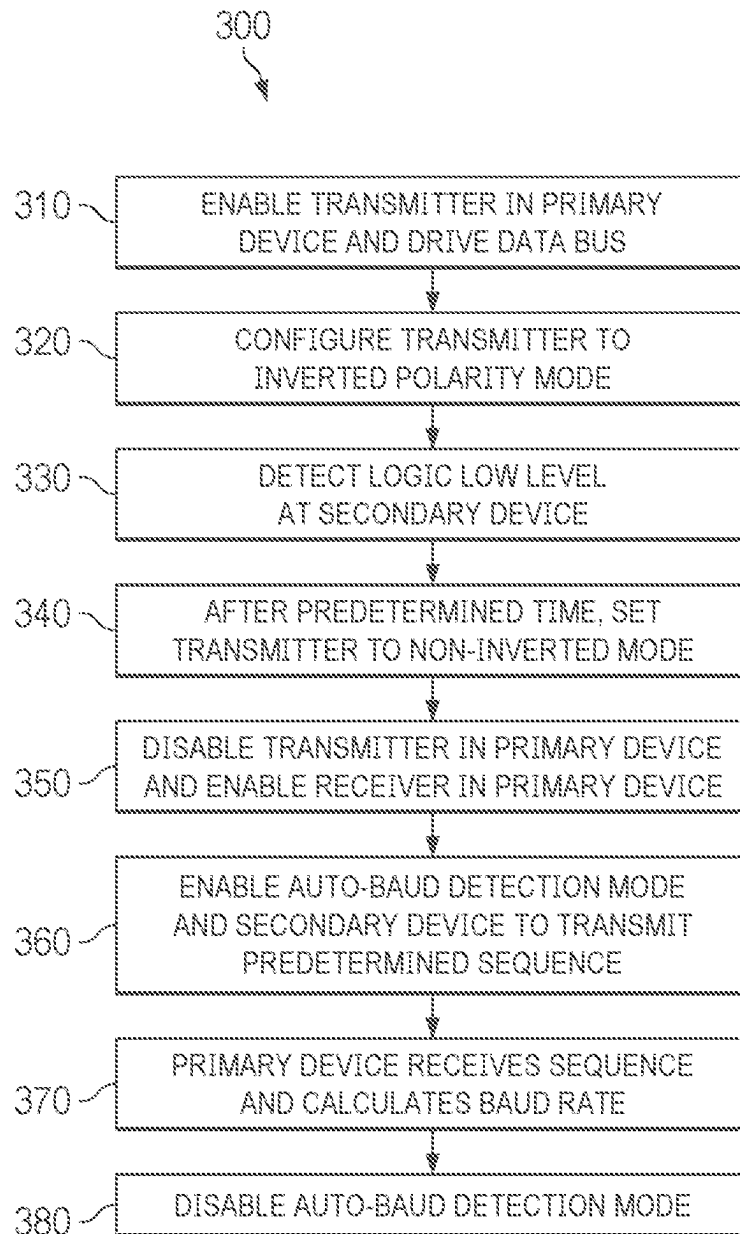 300
310
ENABLE TRANSMITTER IN PRIMARY
DEVICE AND DRIVE DATA BUS
320
CONFIGURE TRANSMITTER TO
INVERTED POLARITY MODE
330
DETECT LOGIC LOW LEVEL
AT SECONDARY DEVICE
340
AFTER PREDETERMINED TIME, SET
TRANSMITTER TO NON-INVERTED MODE
350
DISABLE TRANSMITTER IN PRIMARY DEVICE
AND ENABLE RECEIVER IN PRIMARY DEVICE
360
ENABLE AUTO-BAUD DETECTION MODE
AND SECONDARY DEVICE TO TRANSMIT
PREDETERMINED SEQUENCE
370
PRIMARY DEVICE RECEIVES SEQUENCE
AND CALCULATES BAUD RATE
380
DISABLE AUTO-BAUD DETECTION MODE